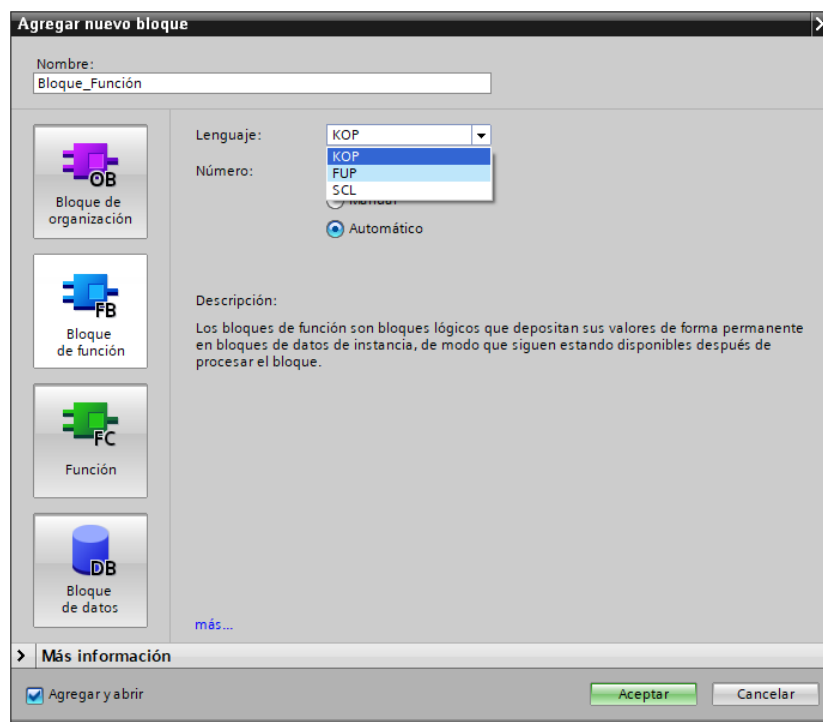 Agregar nuevo bloque
Nombre:
Bloque_Función
OB
Bloque de
organización
FB
Bloque
de función
FC
Función
DB
Bloque
de datos
Lenguaje:
KOP
KOP
FUP
SCL
Número:
Manual
Automático
Descripción:
Los bloques de función son bloques lógicos que depositan sus valores de forma permanente
en bloques de datos de instancia, de modo que siguen estando disponibles después de
procesar el bloque.
más...
Más información
Agregar y abrir
Aceptar
Cancelar